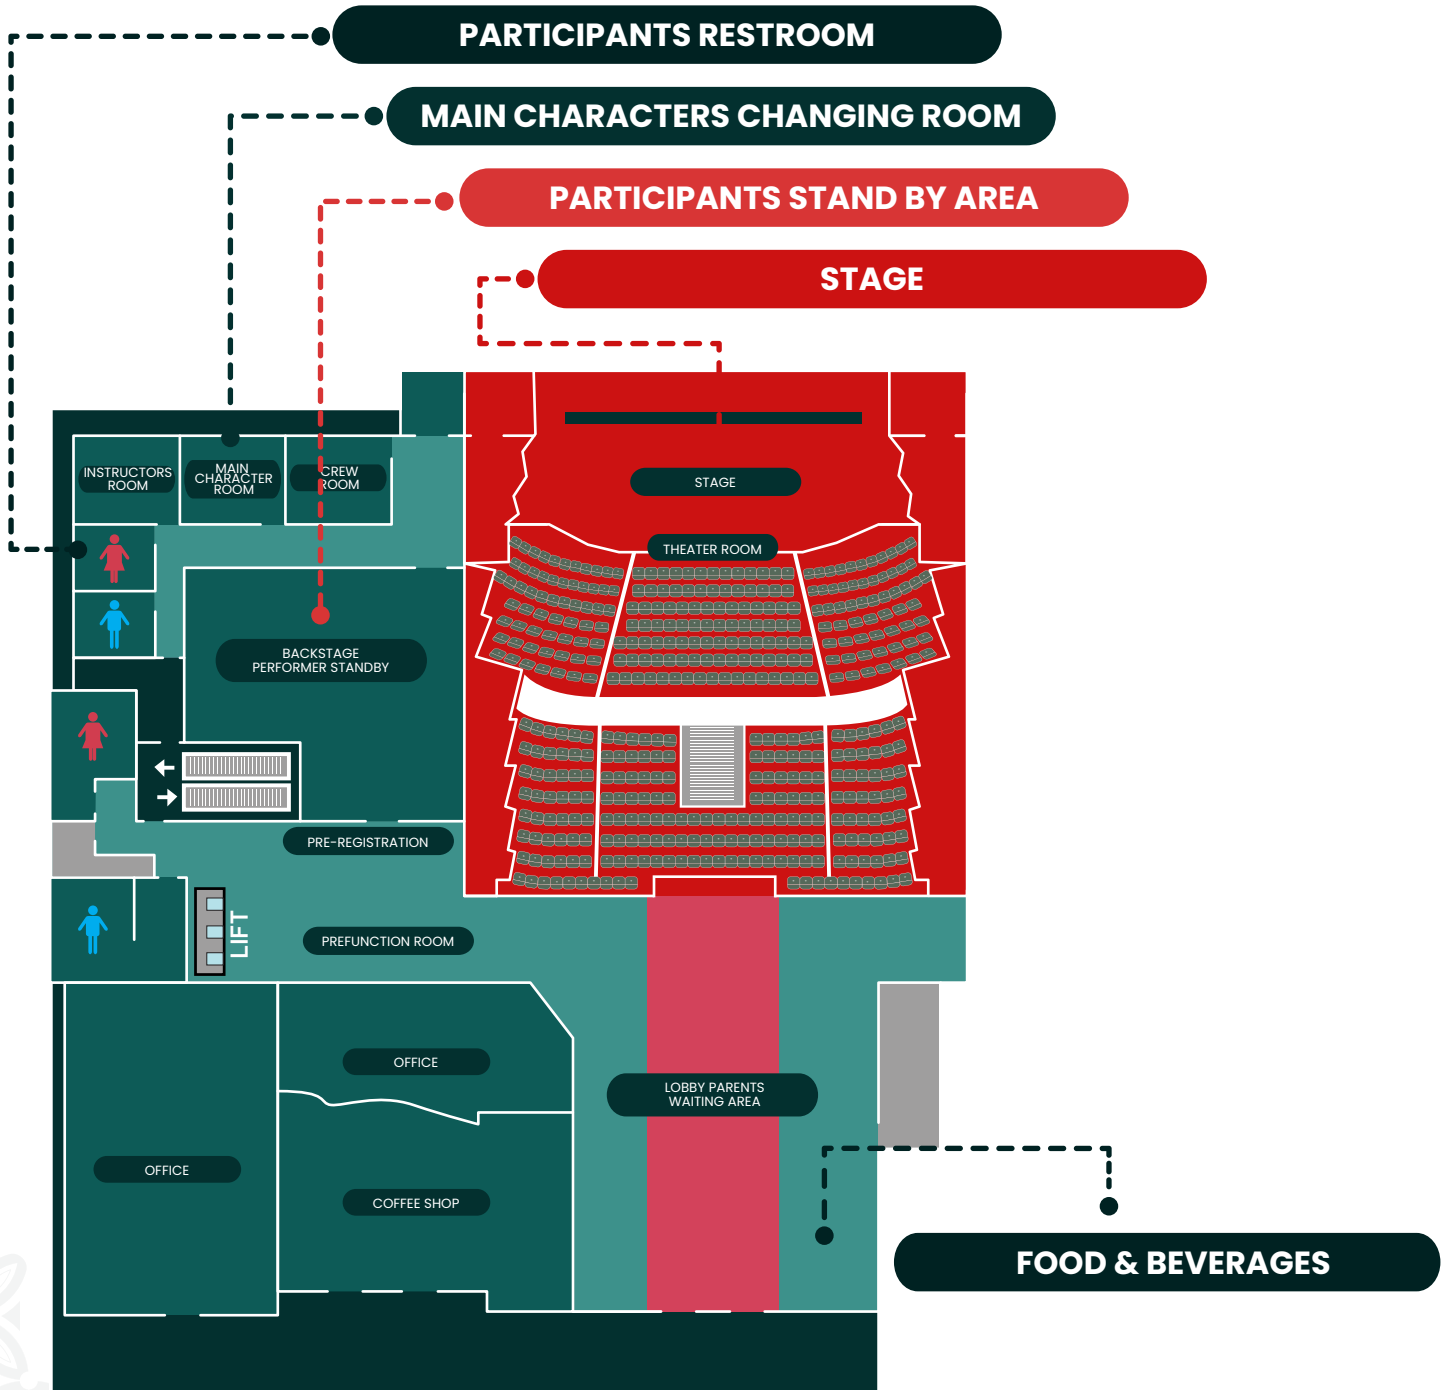 PARTICIPANTS RESTROOM
MAIN CHARACTERS CHANGING ROOM
PARTICIPANTS STAND BY AREA
STAGE
INSTRUCTORS
ROOM
MAIN
CHARACTER
ROOM
CREW
ROOM
STAGE
THEATER ROOM
BACKSTAGE
PERFORMER STANDBY
PRE-REGISTRATION
LIFT
PREFUNCTION ROOM
OFFICE
LOBBY PARENTS
WAITING AREA
OFFICE
COFFEE SHOP
FOOD & BEVERAGES